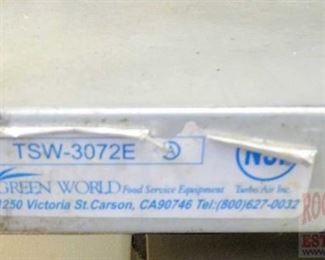 TSW-3072E A
GREEN WORLD Food Service Equipment Turbo Air Inc.
1250 Victoria St. Carson, CA90746 Tel:(800)627-0032